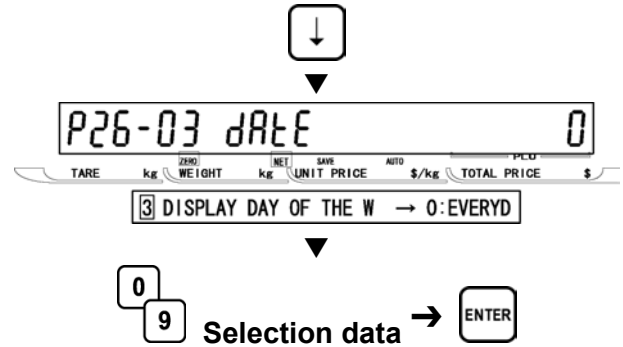 ↓
▼
P26-03 dAtE 0
ZERO NET SAVE AUTO PLU
TARE kg WEIGHT kg UNIT PRICE $/kg TOTAL PRICE $
3 DISPLAY DAY OF THE W → 0:EVERYD
▼
0
9 Selection data → ENTER